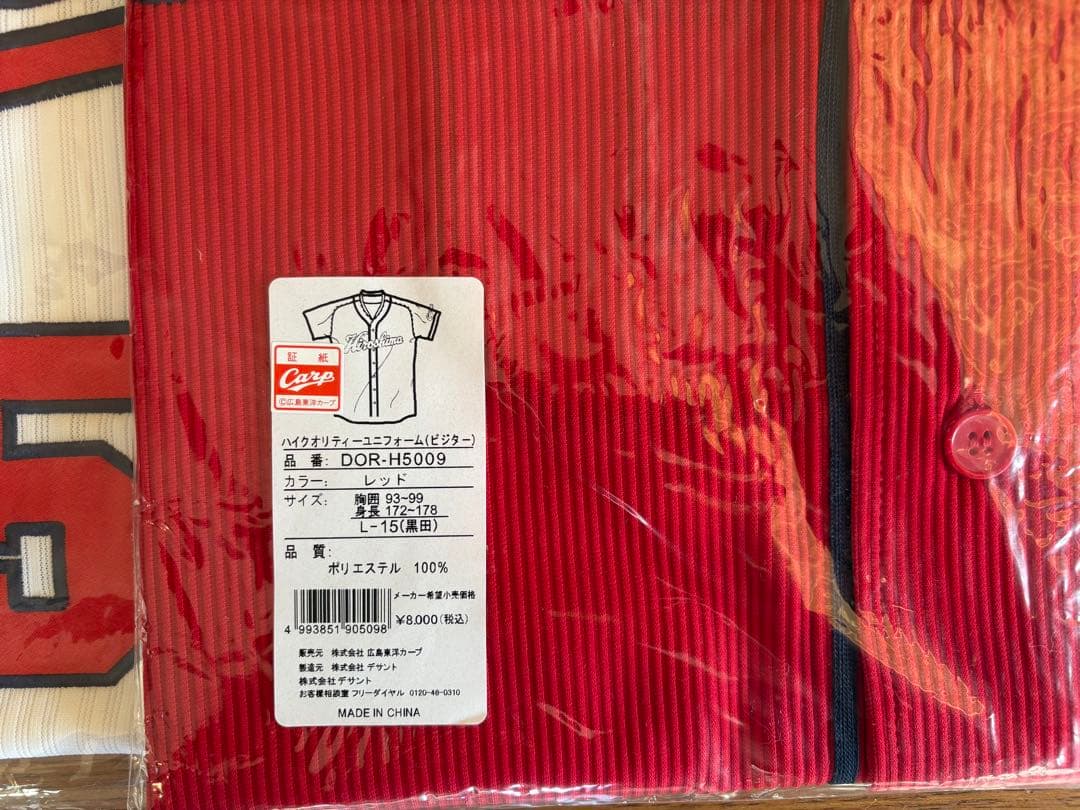 Hiroshima
証 紙
Carp
©広島東洋カープ
ハイクオリティーユニフォーム(ビジター)
品 番: DOR-H5009
カラー: レッド
サイズ: 胸囲 93~99
身長 172~178
L-15(黒田)
品 質:
ポリエステル 100%
メーカー希望小売価格
¥8,000(税込)
4 993851 905098
販売元 株式会社 広島東洋カープ
製造元 株式会社 デサント
株式会社 デサント
お客様相談室 フリーダイヤル 0120-46-0310
MADE IN CHINA